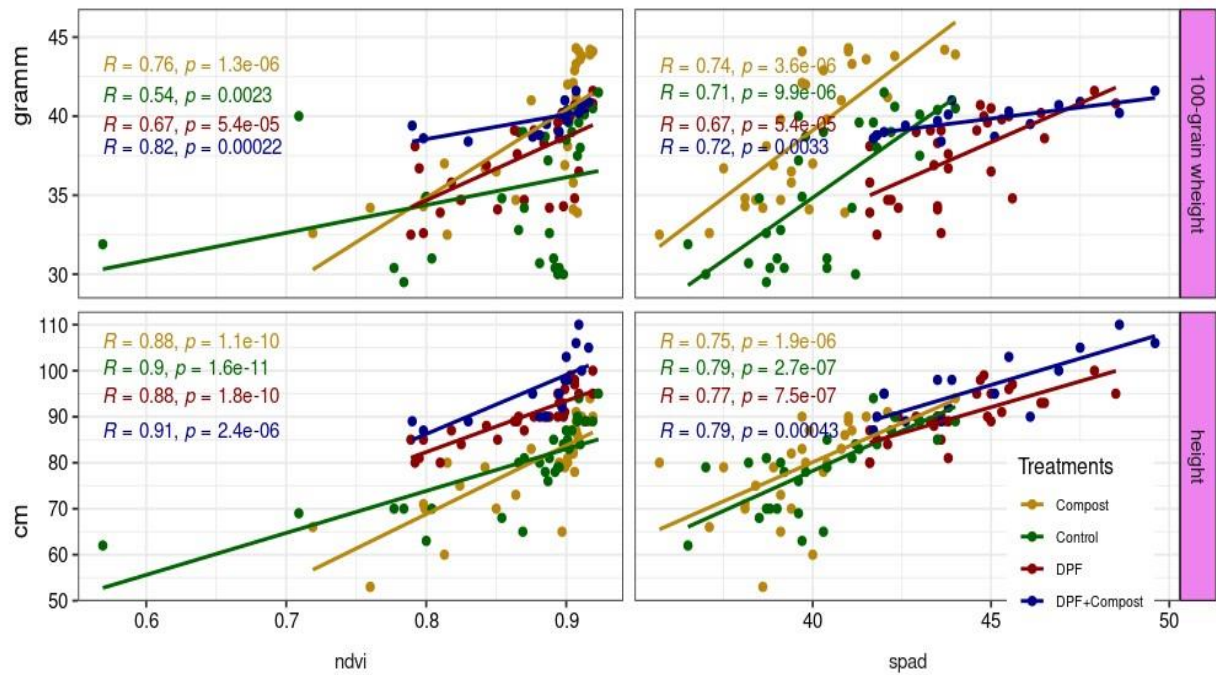 gramm
45
40
35
30
R = 0.76, p = 1.3e-06
R = 0.54, p = 0.0023
R = 0.67, p = 5.4e-05
R = 0.82, p = 0.00022
R = 0.74, p = 3.6e-06
R = 0.71, p = 9.9e-06
R = 0.67, p = 5.4e-05
R = 0.72, p = 0.0033
100-grain wheight
cm
110
100
90
80
70
60
50
R = 0.88, p = 1.1e-10
R = 0.9, p = 1.6e-11
R = 0.88, p = 1.8e-10
R = 0.91, p = 2.4e-06
R = 0.75, p = 1.9e-06
R = 0.79, p = 2.7e-07
R = 0.77, p = 7.5e-07
R = 0.79, p = 0.00043
height
Treatments
Compost
Control
DPF
DPF+Compost
0.6 0.7 0.8 0.9
40 45 50
ndvi
spad